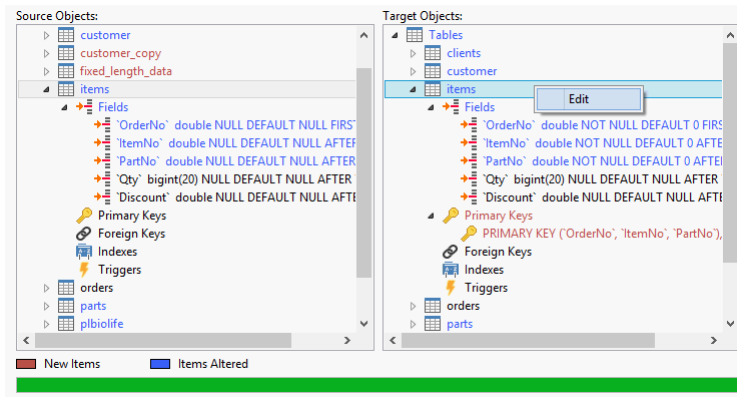 Source Objects:
customer
customer_copy
fixed_length_data
items
Fields
`OrderNo` double NULL DEFAULT NULL FIRST
`ItemNo` double NULL DEFAULT NULL AFTER
`PartNo` double NULL DEFAULT NULL AFTER
`Qty` bigint(20) NULL DEFAULT NULL AFTER
`Discount` double NULL DEFAULT NULL AFTE
Primary Keys
Foreign Keys
Indexes
Triggers
orders
parts
plbiolife
Target Objects:
Tables
clients
customer
items
Edit
Fields
`OrderNo` double NOT NULL DEFAULT 0 FIRS
`ItemNo` double NOT NULL DEFAULT 0 AFTE
`PartNo` double NOT NULL DEFAULT 0 AFTE
`Qty` bigint(20) NULL DEFAULT NULL AFTER
`Discount` double NULL DEFAULT NULL AFTE
Primary Keys
PRIMARY KEY (`OrderNo`, `ItemNo`, `PartNo`),
Foreign Keys
Indexes
Triggers
orders
parts
New Items
Items Altered